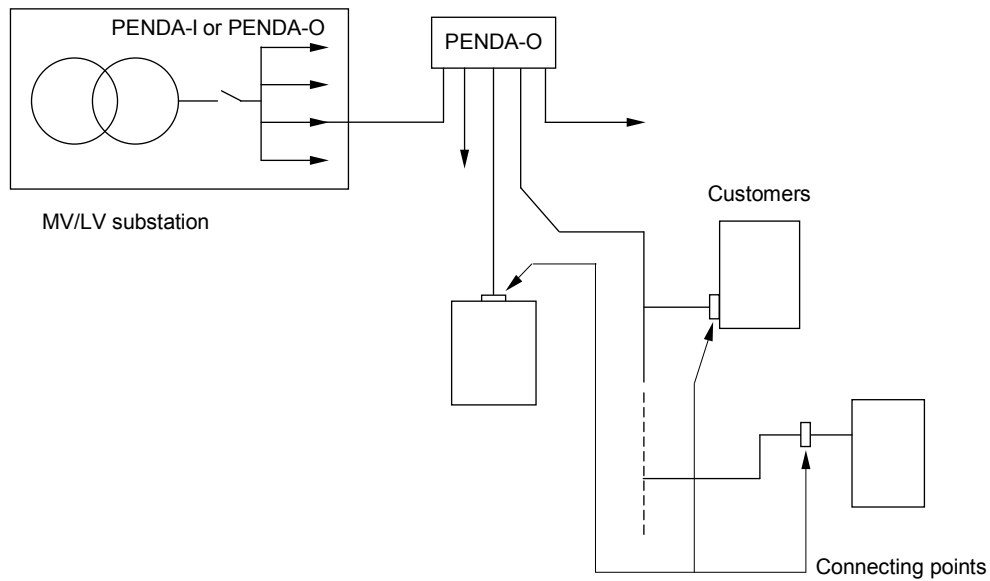 PENDA-I or PENDA-O
PENDA-O
MV/LV substation
Customers
Connecting points